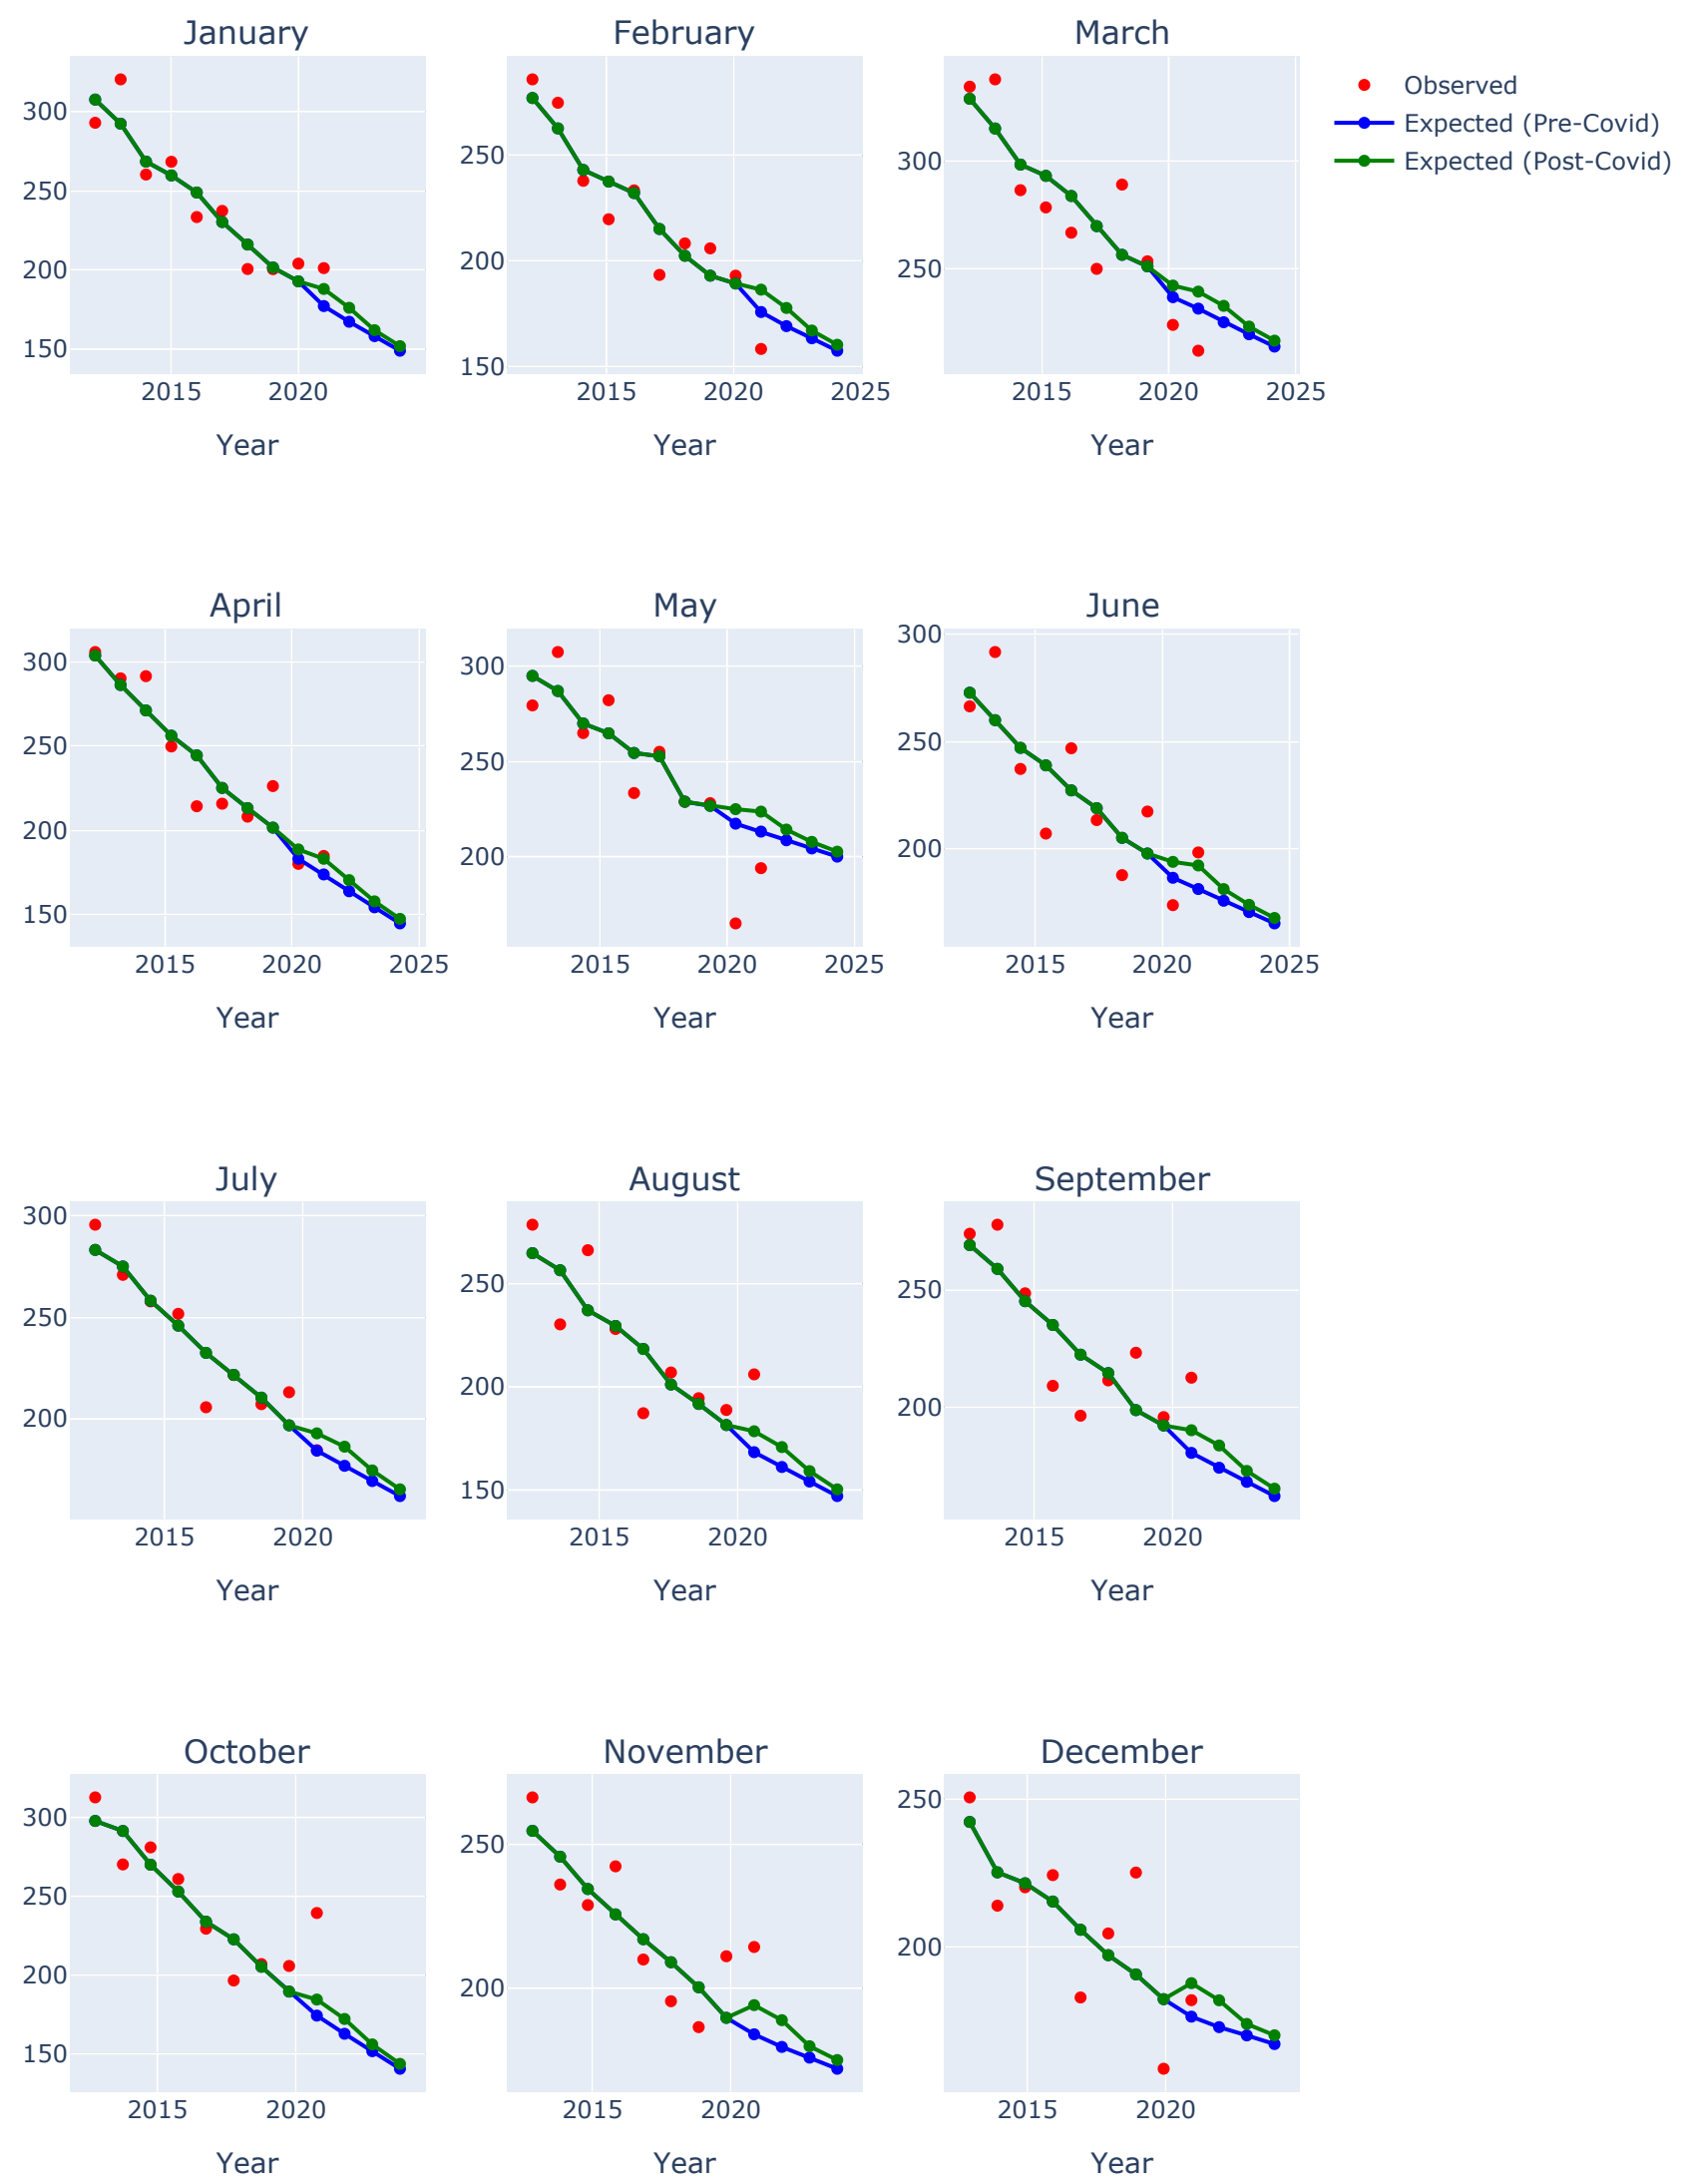 January
February
March
Observed
Expected (Pre-Covid)
Expected (Post-Covid)
300
250
200
150
2015
2020
Year
250
200
150
2015
2020
2025
Year
300
250
2015
2020
2025
Year
April
May
June
300
250
200
150
2015
2020
2025
Year
300
250
200
2015
2020
2025
Year
300
250
200
2015
2020
2025
Year
July
August
September
300
250
200
2015
2020
Year
250
200
150
2015
2020
Year
250
200
2015
2020
Year
October
November
December
300
250
200
150
2015
2020
Year
250
200
2015
2020
Year
250
200
2015
2020
Year